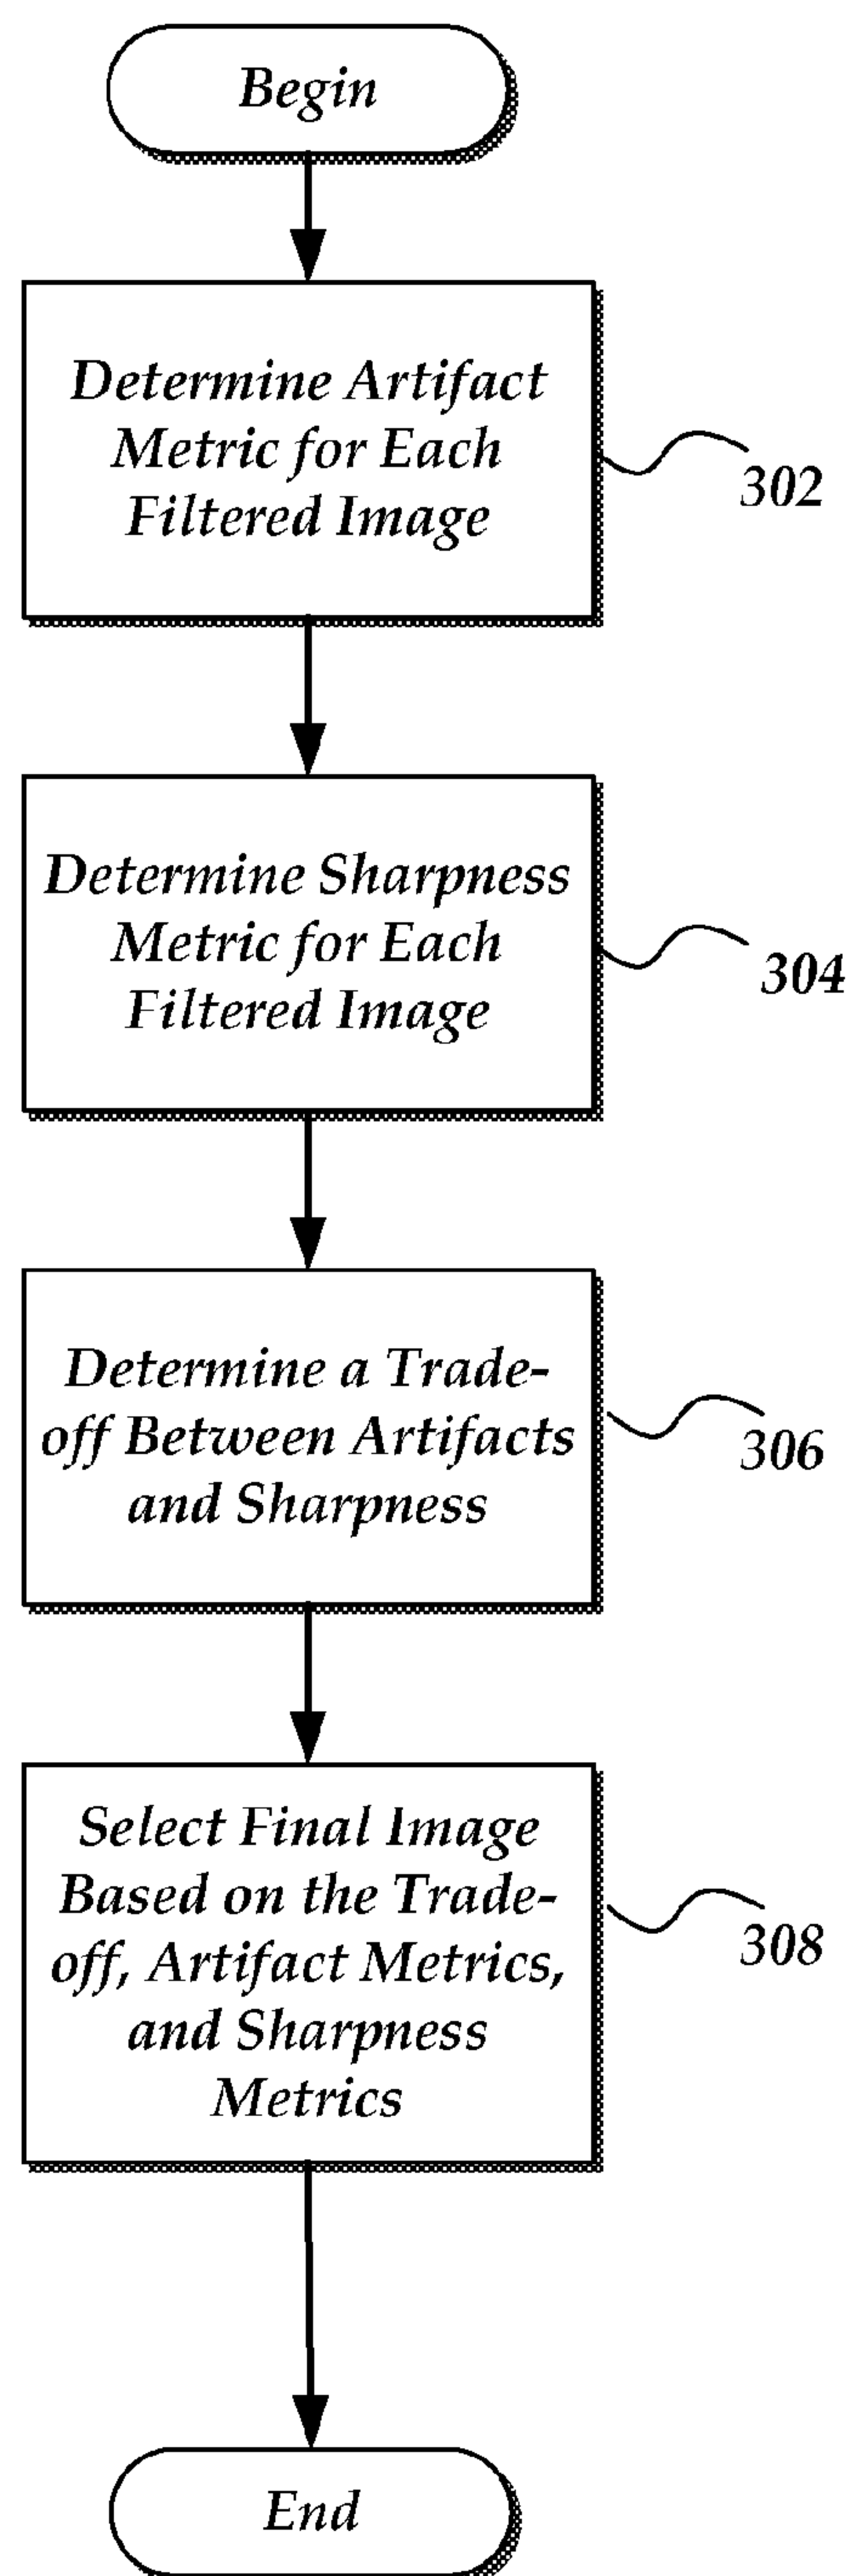 Begin
Determine Artifact
Metric for Each
Filtered Image
302
Determine Sharpness
Metric for Each
Filtered Image
304
Determine a Trade-
off Between Artifacts
and Sharpness
306
Select Final Image
Based on the Trade-
off, Artifact Metrics,
and Sharpness
Metrics
308
End